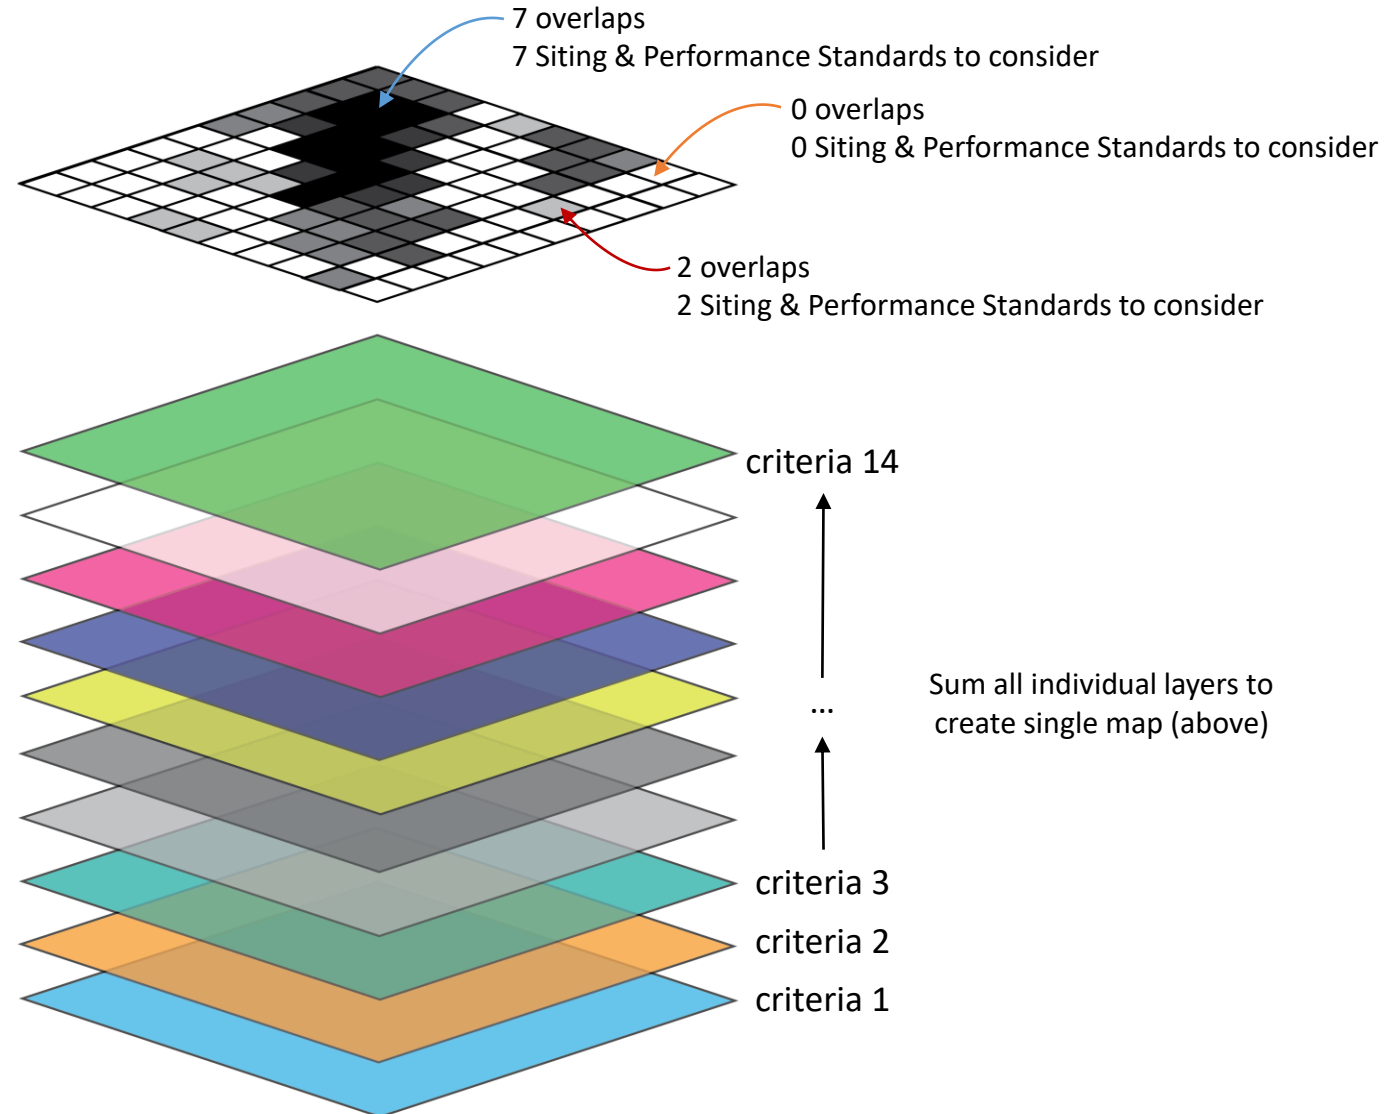 7 overlaps
7 Siting & Performance Standards to consider
0 overlaps
0 Siting & Performance Standards to consider
2 overlaps
2 Siting & Performance Standards to consider
criteria 14
...
Sum all individual layers to
create single map (above)
criteria 3
criteria 2
criteria 1